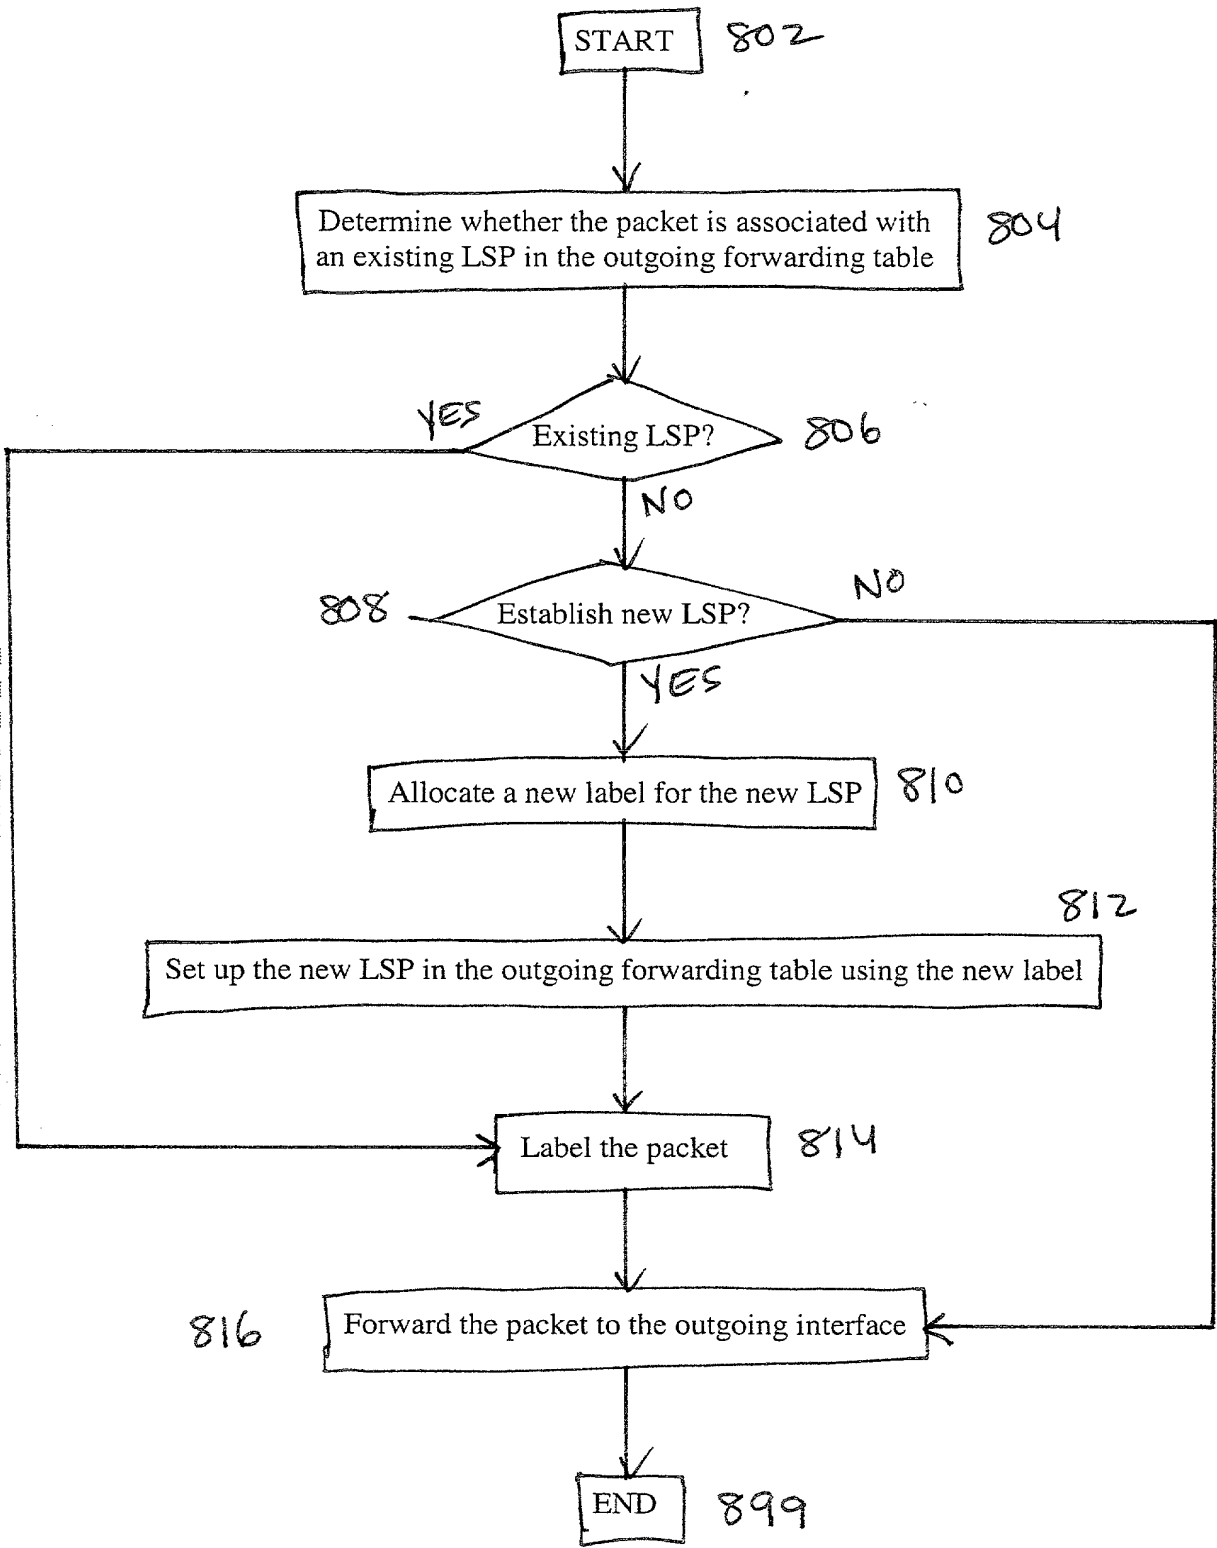 START 802
Determine whether the packet is associated with 804
an existing LSP in the outgoing forwarding table
YES
Existing LSP? 806
NO
NO
808 Establish new LSP?
YES
Allocate a new label for the new LSP 810
812
Set up the new LSP in the outgoing forwarding table using the new label
Label the packet 814
816 Forward the packet to the outgoing interface
END 899